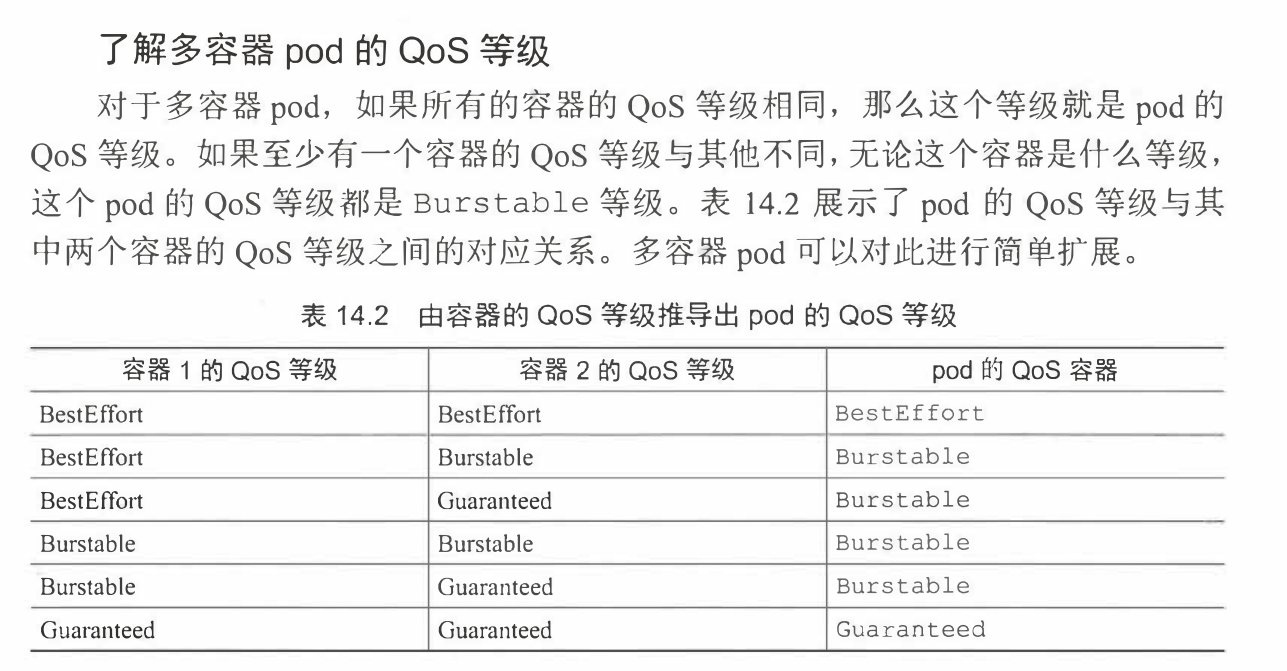 了解多容器 pod 的 QoS 等级
对于多容器 pod，如果所有的容器的 QoS 等级相同，那么这个等级就是 pod 的
QoS 等级。如果至少有一个容器的 QoS 等级与其他不同，无论这个容器是什么等级，
这个 pod 的 QoS 等级都是 Burstable 等级。表 14.2 展示了 pod 的 QoS 等级与其
中两个容器的 QoS 等级之间的对应关系。多容器 pod 可以对此进行简单扩展。
表 14.2 由容器的 QoS 等级推导出 pod 的 QoS 等级
容器 1 的 QoS 等级 容器 2 的 QoS 等级 pod 的 QoS 容器
BestEffort BestEffort BestEffort
BestEffort Burstable Burstable
BestEffort Guaranteed Burstable
Burstable Burstable Burstable
Burstable Guaranteed Burstable
Guaranteed Guaranteed Guaranteed